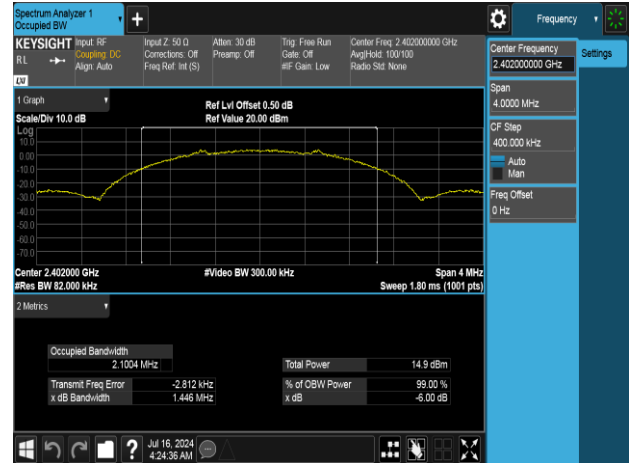 Spectrum Analyzer 1
Occupied BW
Frequency
KEYSIGHT
RL
LXI
Input: RF
Coupling: DC
Align: Auto
Input Z: 50 Ω
Corrections: Off
Freq Ref: Int (S)
Atten: 30 dB
Preamp: Off
Trig: Free Run
Gate: Off
#IF Gain: Low
Center Freq: 2.402000000 GHz
Avg|Hold: 100/100
Radio Std: None
Center Frequency
2.402000000 GHz
Settings
Span
4.0000 MHz
CF Step
400.000 kHz
Auto
Man
Freq Offset
0 Hz
1 Graph
Scale/Div 10.0 dB
Ref Lvl Offset 0.50 dB
Ref Value 20.00 dBm
Log
10.0
0.00
-10.0
-20.0
-30.0
-40.0
-50.0
-60.0
-70.0
Center 2.402000 GHz
#Video BW 300.00 kHz
Span 4 MHz
#Res BW 82.000 kHz
Sweep 1.80 ms (1001 pts)
2 Metrics
Occupied Bandwidth
2.1004 MHz
Total Power 14.9 dBm
Transmit Freq Error -2.812 kHz
% of OBW Power 99.00 %
x dB Bandwidth 1.446 MHz
x dB -6.00 dB
?
Jul 16, 2024
4:24:36 AM